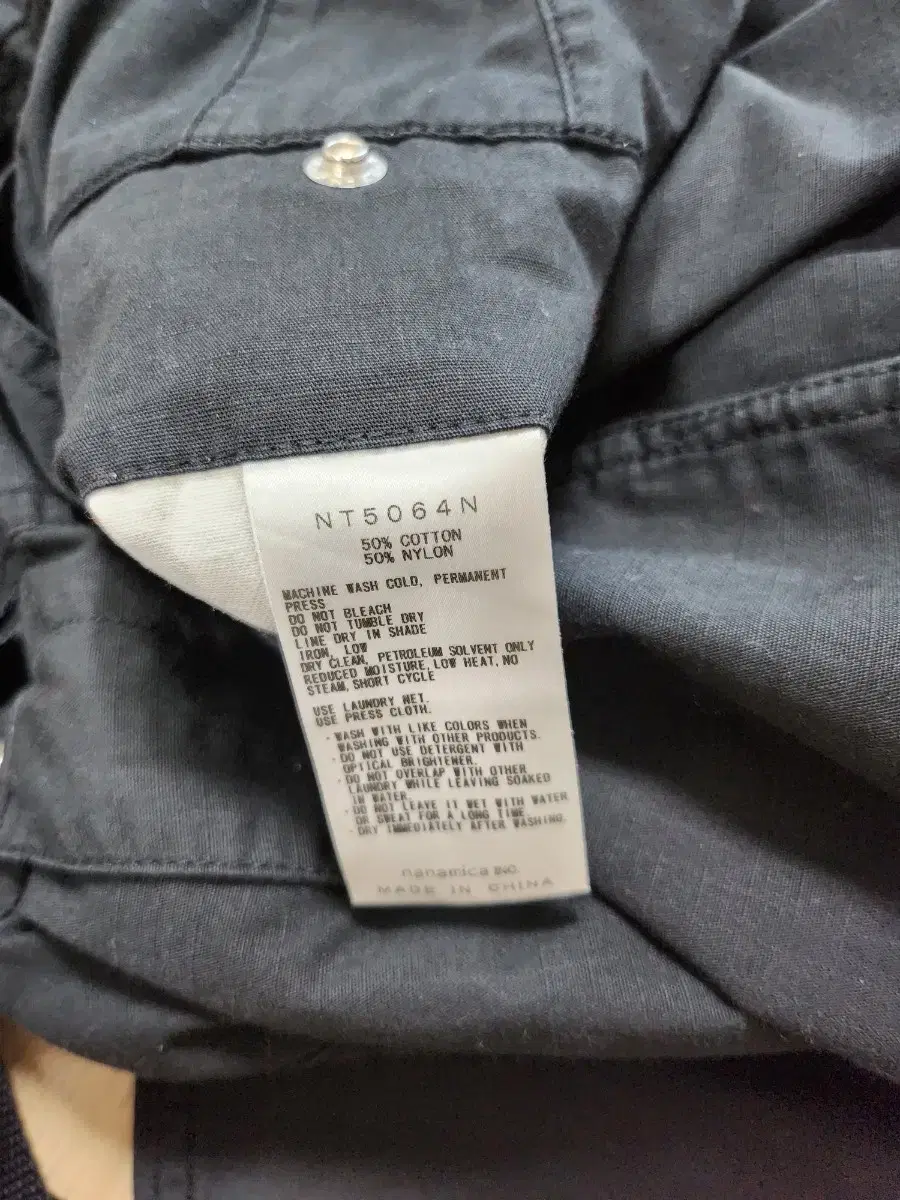 NT5064N
50% COTTON
50% NYLON
MACHINE WASH COLD, PERMANENT
PRESS
DO NOT BLEACH
DO NOT TUMBLE DRY
LINE DRY IN SHADE
IRON, LOW
DRY CLEAN, PETROLEUM SOLVENT ONLY
REDUCED MOISTURE, LOW HEAT, NO
STEAM, SHORT CYCLE
USE LAUNDRY NET.
USE PRESS CLOTH.
· WASH WITH LIKE COLORS WHEN
WASHING WITH OTHER PRODUCTS.
· DO NOT USE DETERGENT WITH
OPTICAL BRIGHTENER.
· DO NOT OVERLAP WITH OTHER
LAUNDRY WHILE LEAVING SOAKED
IN WATER.
· DO NOT LEAVE IT WET WITH WATER
OR SWEAT FOR A LONG TIME.
· DRY IMMEDIATELY AFTER WASHING.
nanamica INC.
MADE IN CHINA